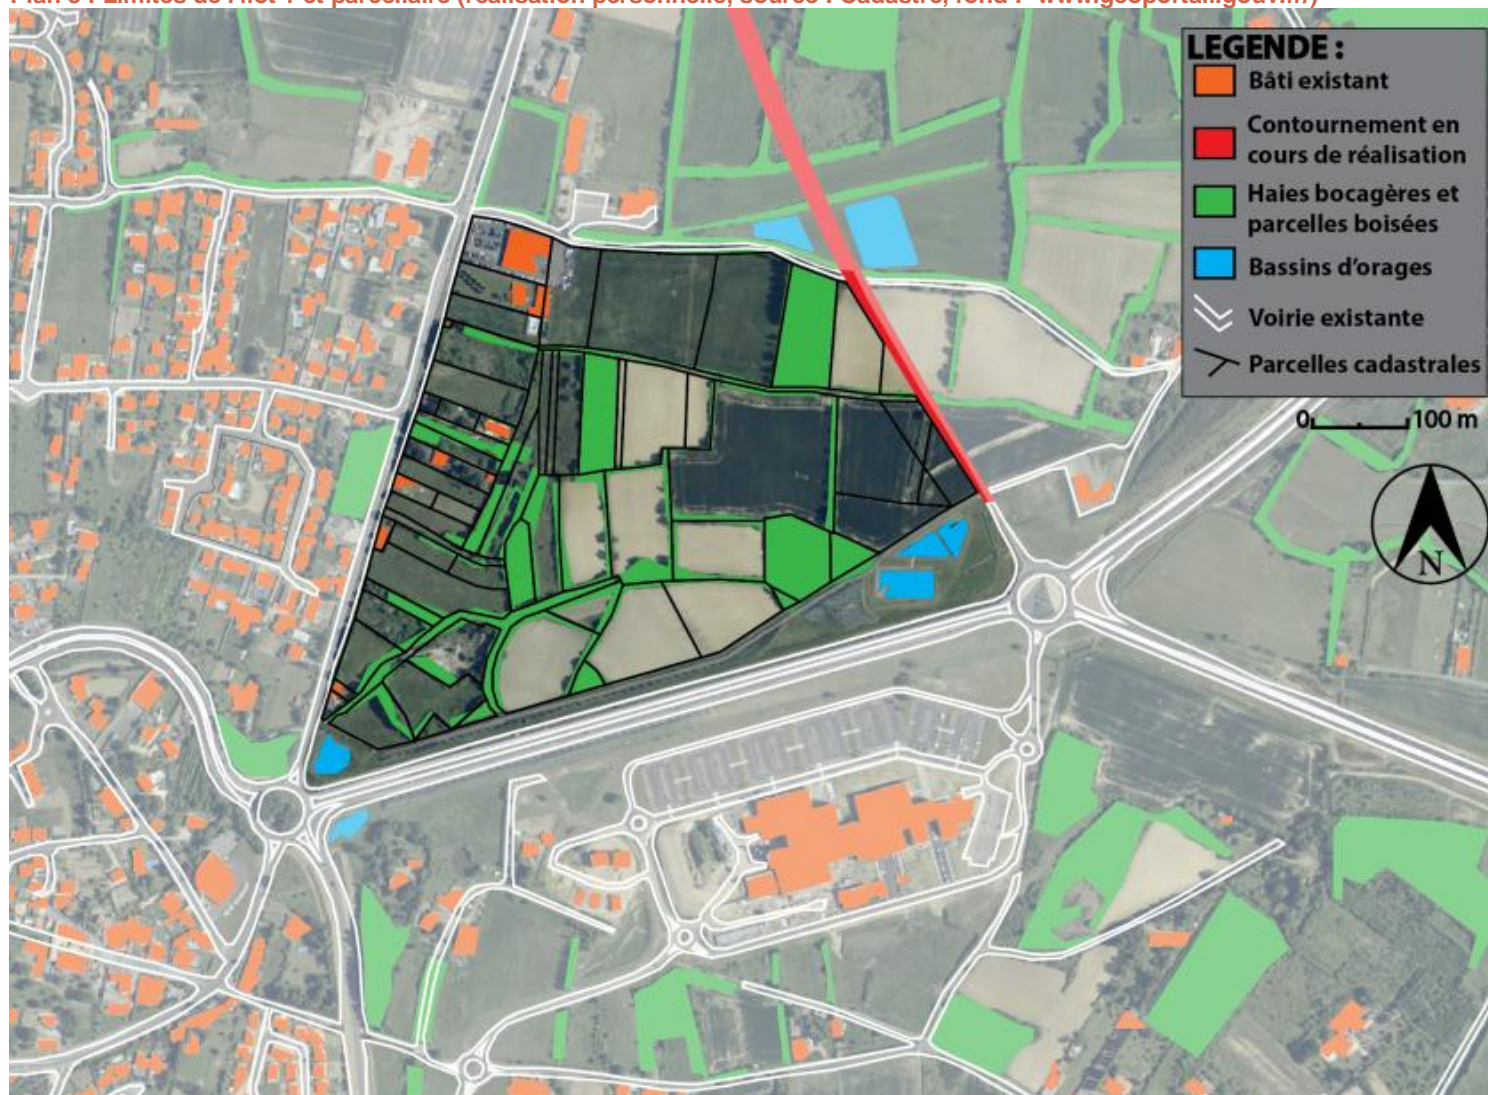 LEGENDE :
Bâti existant
Contournement en
cours de réalisation
Haies bocagères et
parcelles boisées
Bassins d'orages
Voirie existante
Parcelles cadastrales
0 100 m
N